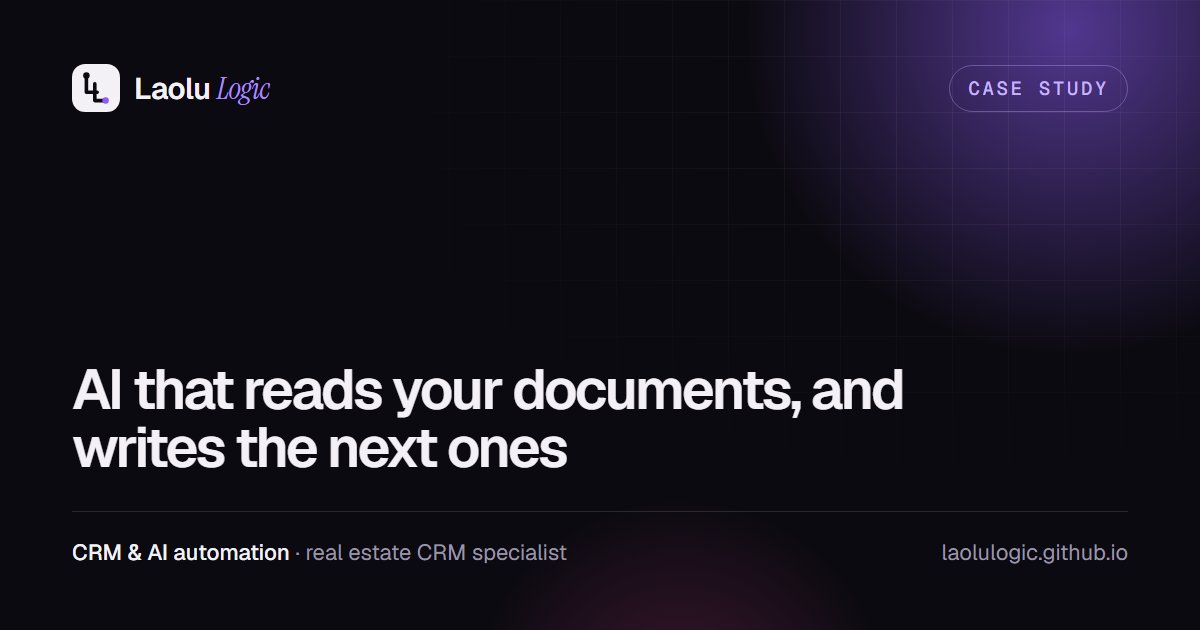 Laolu Logic
CASE STUDY
AI that reads your documents, and
writes the next ones
CRM & AI automation · real estate CRM specialist
laolulogic.github.io